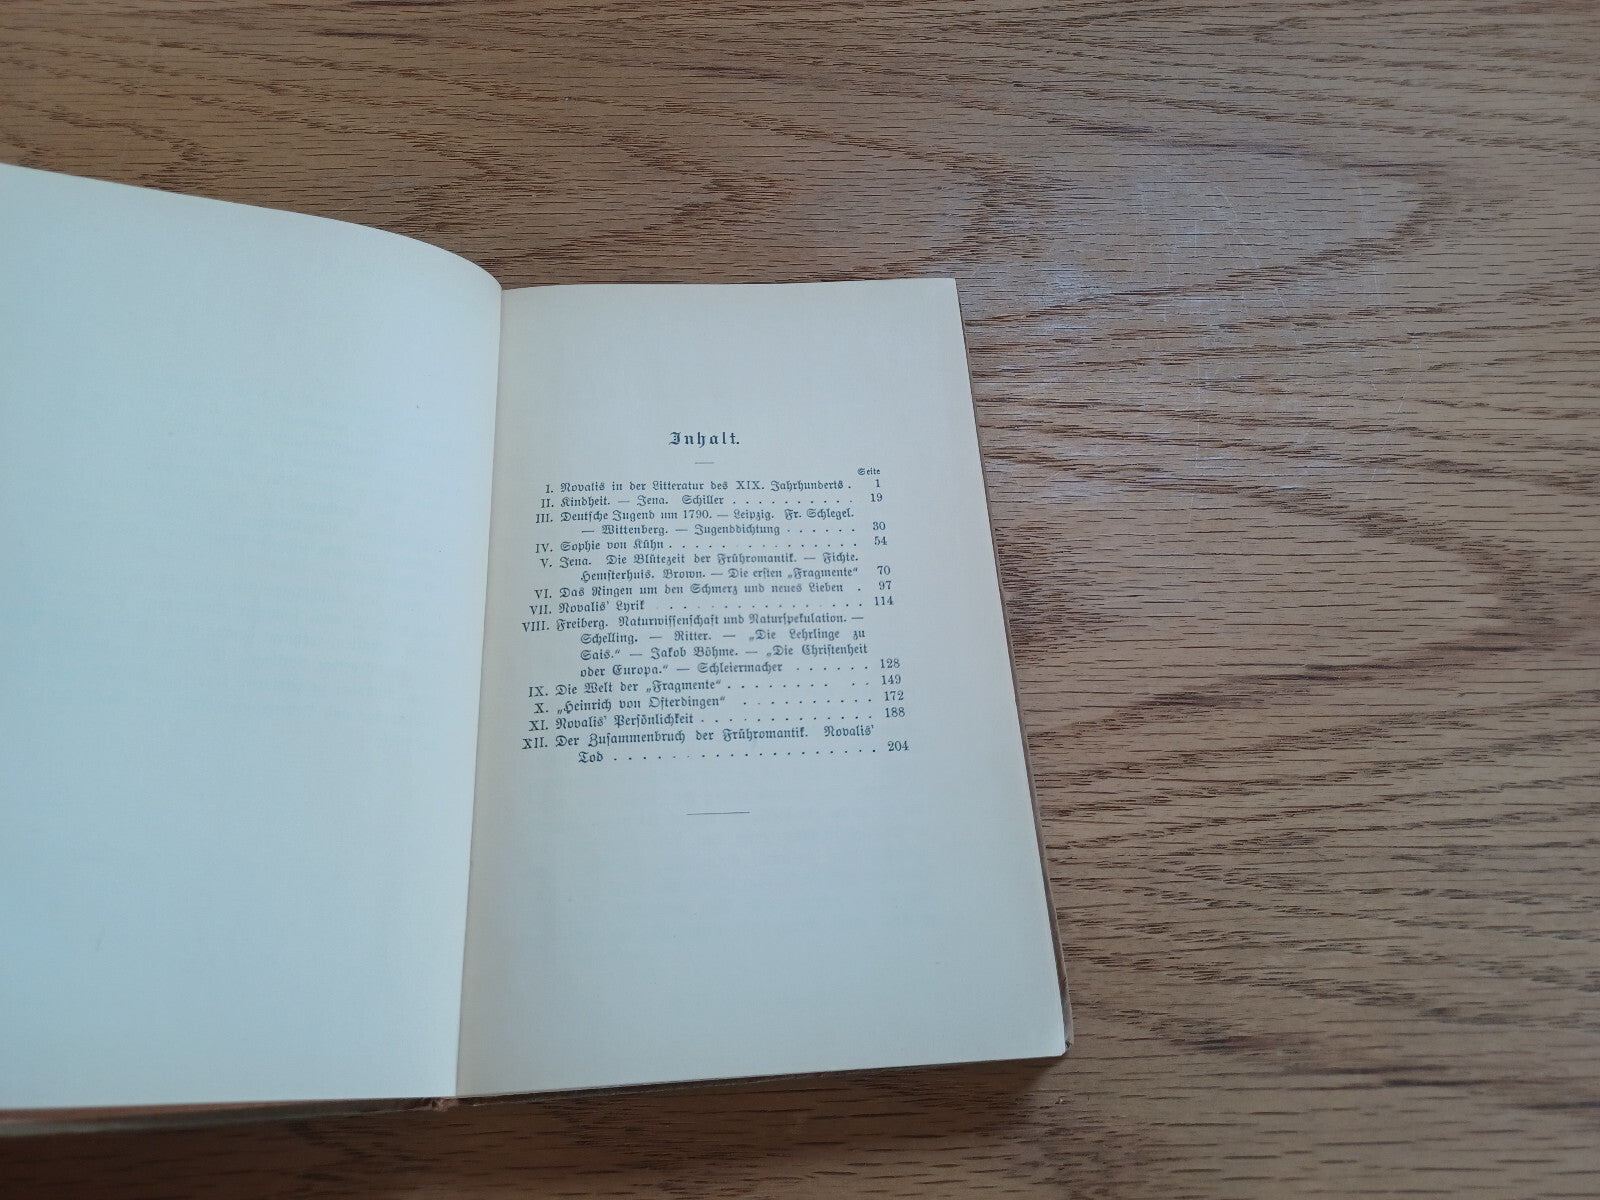 Inhalt.
Seite
I. Novalis in der Litteratur des XIX. Jahrhunderts . 1
II. Kindheit. — Jena. Schiller . . . . . . . . . 19
III. Deutsche Jugend um 1790. — Leipzig. Fr. Schlegel.
— Wittenberg. — Jugenddichtung . . . . . . 30
IV. Sophie von Kühn . . . . . . . . . . . . . 54
V. Jena. Die Blütezeit der Frühromantik. — Fichte.
Hemsterhuis. Brown. — Die ersten „Fragmente“ 70
VI. Das Ringen um den Schmerz und neues Lieben . 97
VII. Novalis' Lyrik . . . . . . . . . . . . . . 114
VIII. Freiberg. Naturwissenschaft und Naturspekulation. —
Schelling. — Ritter. — „Die Lehrlinge zu
Sais.“ — Jakob Böhme. — „Die Christenheit
oder Europa.“ — Schleiermacher . . . . . . 128
IX. Die Welt der „Fragmente“ . . . . . . . . . . 149
X. „Heinrich von Ofterdingen“ . . . . . . . . . 172
XI. Novalis' Persönlichkeit . . . . . . . . . . . . 188
XII. Der Zusammenbruch der Frühromantik. Novalis'
Tod . . . . . . . . . . . . . . . . . . 204